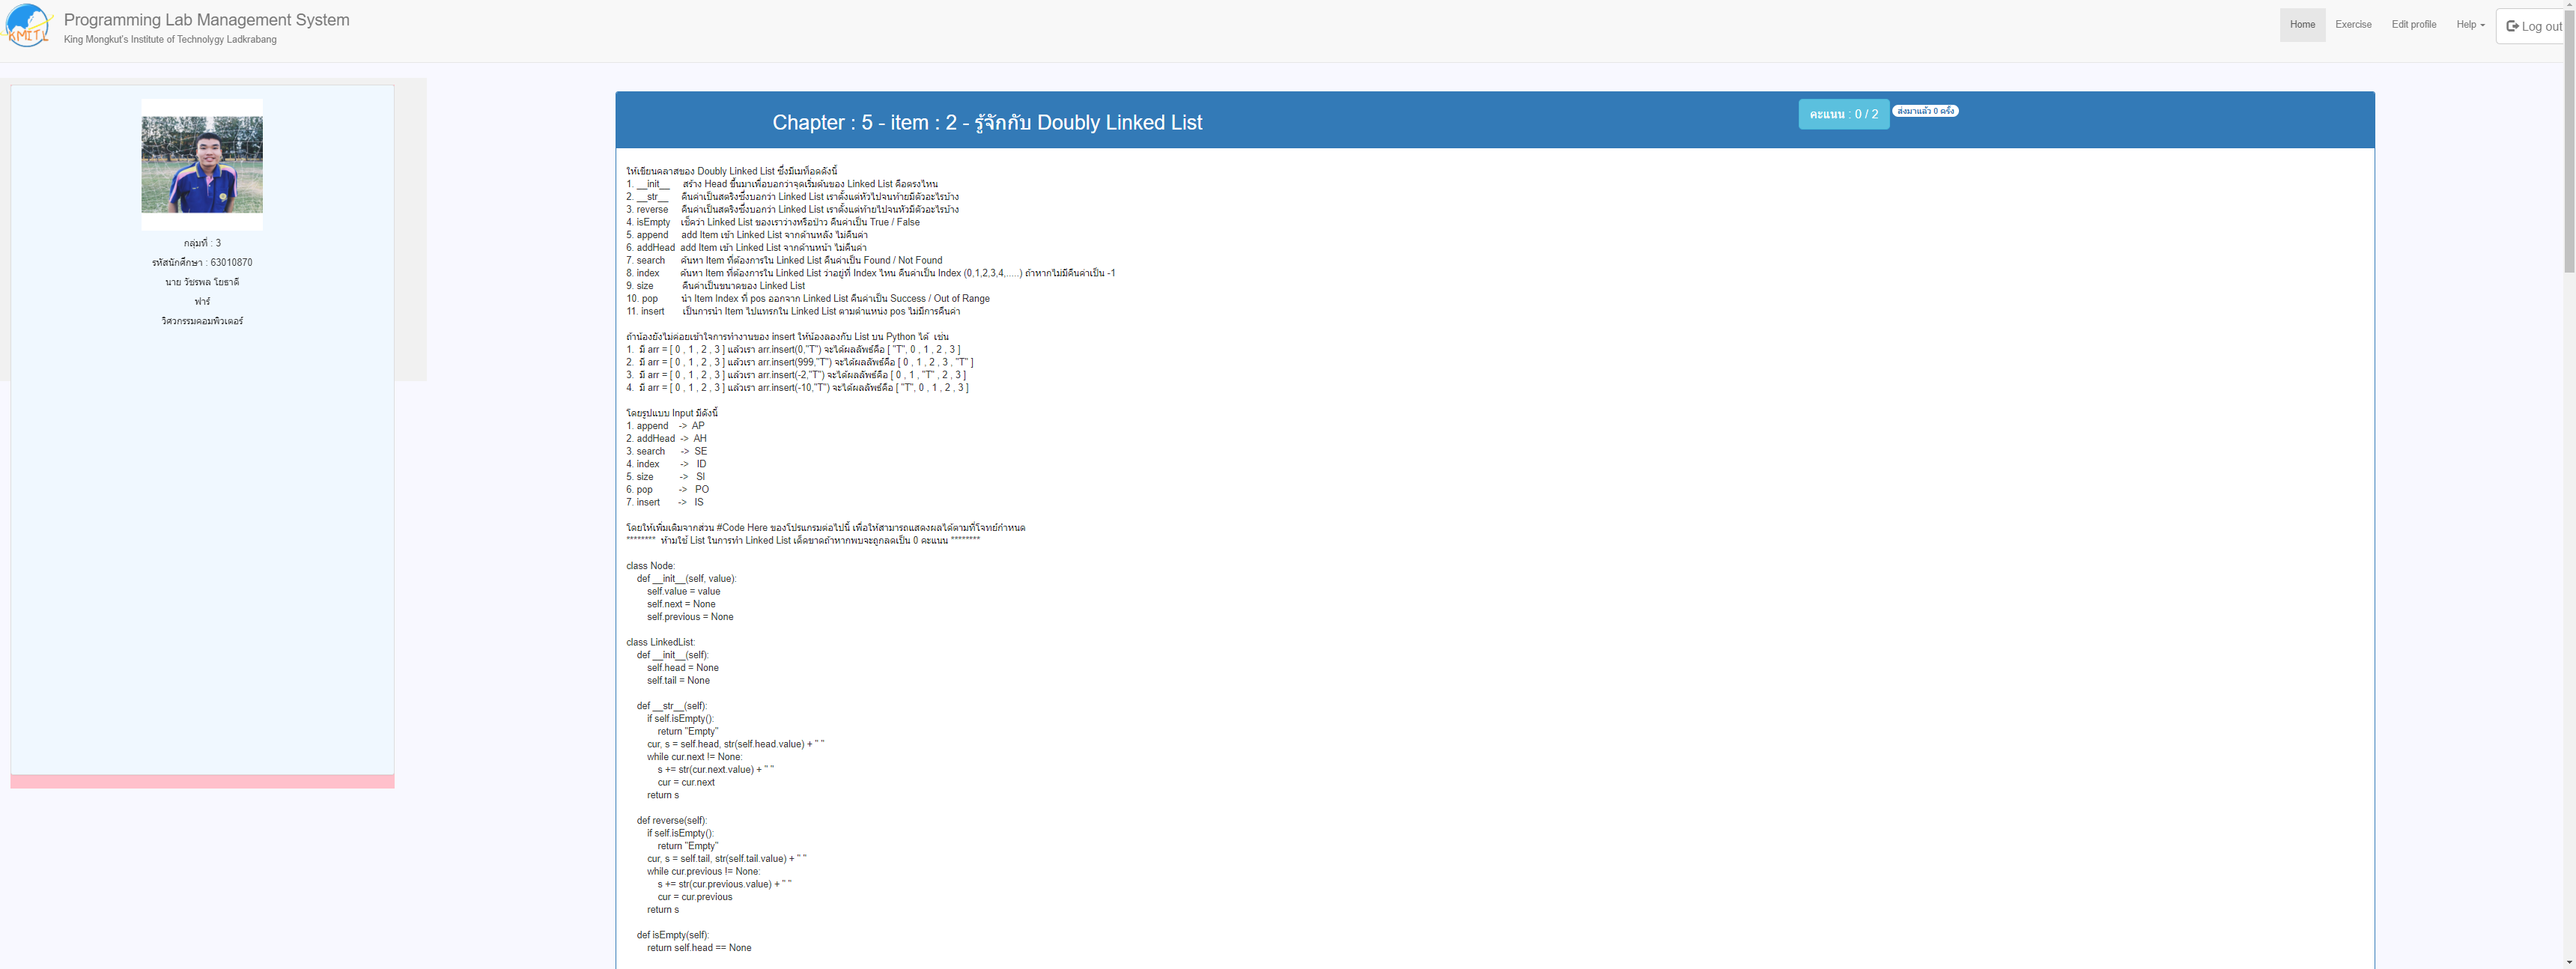 Programming Lab Management System
King Mongkut's Institute of Technolygy Ladkrabang
KMITL
Home
Exercise
Edit profile
Help
Log out
กลุ่มที่ : 3
รหัสนักศึกษา : 63010870
นาย วัชรพล โยธาดี
ฟาร์
วิศวกรรมคอมพิวเตอร์
Chapter : 5 - item : 2 - รู้จักกับ Doubly Linked List
คะแนน : 0 / 2
ส่งมาแล้ว 0 ครั้ง
ให้เขียนคลาสของ Doubly Linked List ซึ่งมีเมท็อดดังนี้
1. __init__ สร้าง Head ขึ้นมาเพื่อบอกว่าจุดเริ่มต้นของ Linked List คือตรงไหน
2. __str__ คืนค่าเป็นสตริงซึ่งบอกว่า Linked List เราตั้งแต่หัวไปจนท้ายมีตัวอะไรบ้าง
3. reverse คืนค่าเป็นสตริงซึ่งบอกว่า Linked List เราตั้งแต่ท้ายไปจนหัวมีตัวอะไรบ้าง
4. isEmpty เช็คว่า Linked List ของเราว่างหรือป่าว คืนค่าเป็น True / False
5. append add Item เข้า Linked List จากด้านหลัง ไม่คืนค่า
6. addHead add Item เข้า Linked List จากด้านหน้า ไม่คืนค่า
7. search ค้นหา Item ที่ต้องการใน Linked List คืนค่าเป็น Found / Not Found
8. index ค้นหา Item ที่ต้องการใน Linked List ว่าอยู่ที่ Index ไหน คืนค่าเป็น Index (0,1,2,3,4,.....) ถ้าหากไม่มีคืนค่าเป็น -1
9. size คืนค่าเป็นขนาดของ Linked List
10. pop นำ Item Index ที่ pos ออกจาก Linked List คืนค่าเป็น Success / Out of Range
11. insert เป็นการนำ Item ไปแทรกใน Linked List ตามตำแหน่ง pos ไม่มีการคืนค่า
ถ้าน้องยังไม่ค่อยเข้าใจการทำงานของ insert ให้น้องลองกับ List บน Python ได้ เช่น
1. มี arr = [ 0 , 1 , 2 , 3 ] แล้วเรา arr.insert(0,"T") จะได้ผลลัพธ์คือ [ "T", 0 , 1 , 2 , 3 ]
2. มี arr = [ 0 , 1 , 2 , 3 ] แล้วเรา arr.insert(999,"T") จะได้ผลลัพธ์คือ [ 0 , 1 , 2 , 3 , "T" ]
3. มี arr = [ 0 , 1 , 2 , 3 ] แล้วเรา arr.insert(-2,"T") จะได้ผลลัพธ์คือ [ 0 , 1 , "T" , 2 , 3 ]
4. มี arr = [ 0 , 1 , 2 , 3 ] แล้วเรา arr.insert(-10,"T") จะได้ผลลัพธ์คือ [ "T", 0 , 1 , 2 , 3 ]
โดยรูปแบบ Input มีดังนี้
1. append -> AP
2. addHead -> AH
3. search -> SE
4. index -> ID
5. size -> SI
6. pop -> PO
7. insert -> IS
โดยให้เพิ่มเติมจากส่วน #Code Here ของโปรแกรมต่อไปนี้ เพื่อให้สามารถแสดงผลได้ตามที่โจทย์กำหนด
******** ห้ามใช้ List ในการทำ Linked List เด็ดขาดถ้าหากพบจะถูกลดเป็น 0 คะแนน ********
class Node:
def __init__(self, value):
self.value = value
self.next = None
self.previous = None
class LinkedList:
def __init__(self):
self.head = None
self.tail = None
def __str__(self):
if self.isEmpty():
return "Empty"
cur, s = self.head, str(self.head.value) + " "
while cur.next != None:
s += str(cur.next.value) + " "
cur = cur.next
return s
def reverse(self):
if self.isEmpty():
return "Empty"
cur, s = self.tail, str(self.tail.value) + " "
while cur.previous != None:
s += str(cur.previous.value) + " "
cur = cur.previous
return s
def isEmpty(self):
return self.head == None